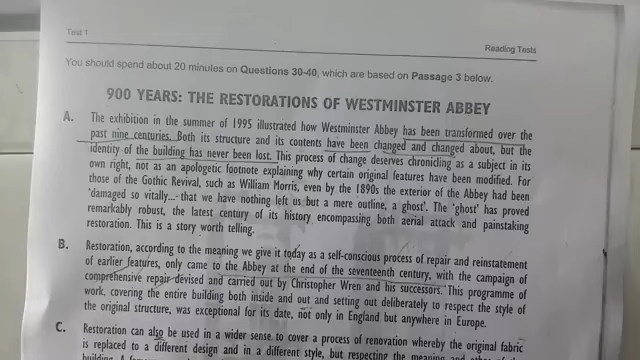 Test 1
Reading Tests
You should spend about 20 minutes on Questions 30-40, which are based on Passage 3 below.
900 YEARS: THE RESTORATIONS OF WESTMINSTER ABBEY
A. The exhibition in the summer of 1995 illustrated how Westminster Abbey has been transformed over the
past nine centuries. Both its structure and its contents have been changed and changed about, but the
identity of the building has never been lost. This process of change deserves chronicling as a subject in its
own right, not as an apologetic footnote explaining why certain original features have been modified. For
those of the Gothic Revival, such as William Morris, even by the 1890s the exterior of the Abbey had been
'damaged so vitally...- that we have nothing left us but a mere outline, a ghost'. The 'ghost' has proved
remarkably robust, the latest century of its history encompassing both aerial attack and painstaking
restoration. This is a story worth telling.
B. Restoration, according to the meaning we give it today as a self-conscious process of repair and reinstatement
of earlier features, only came to the Abbey at the end of the seventeenth century, with the campaign of
comprehensive repair devised and carried out by Christopher Wren and his successors. This programme of
work, covering the entire building both inside and out and setting out deliberately to respect the style of
the original structure, was exceptional for its date, not only in England but anywhere in Europe.
C. Restoration can also be used in a wider sense to cover a process of renovation whereby the original fabric
is replaced to a different design and in a different style, but respecting the meaning and
building. A